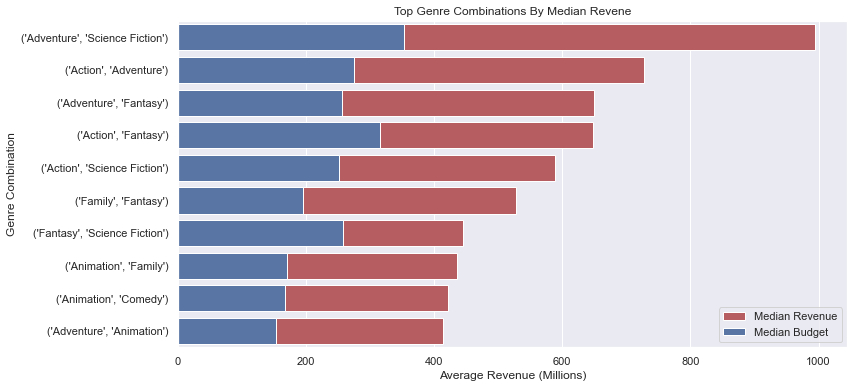 Top Genre Combinations By Median Revene
Genre Combination
('Adventure', 'Science Fiction')
('Action', 'Adventure')
('Adventure', 'Fantasy')
('Action', 'Fantasy')
('Action', 'Science Fiction')
('Family', 'Fantasy')
('Fantasy', 'Science Fiction')
('Animation', 'Family')
('Animation', 'Comedy')
('Adventure', 'Animation')
Median Revenue
Median Budget
0 200 400 600 800 1000
Average Revenue (Millions)